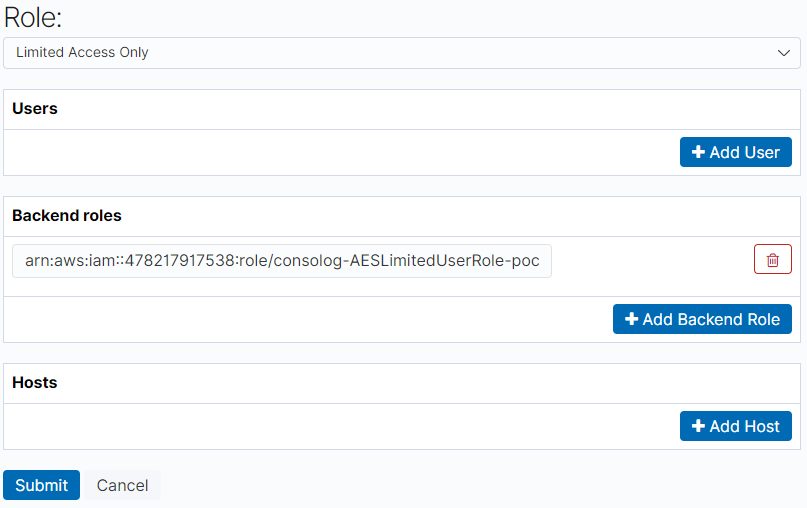 Role:
Limited Access Only
Users
Add User
Backend roles
arn:aws:iam::478217917538:role/consolog-AESLimitedUserRole-poc
Add Backend Role
Hosts
Add Host
Submit Cancel